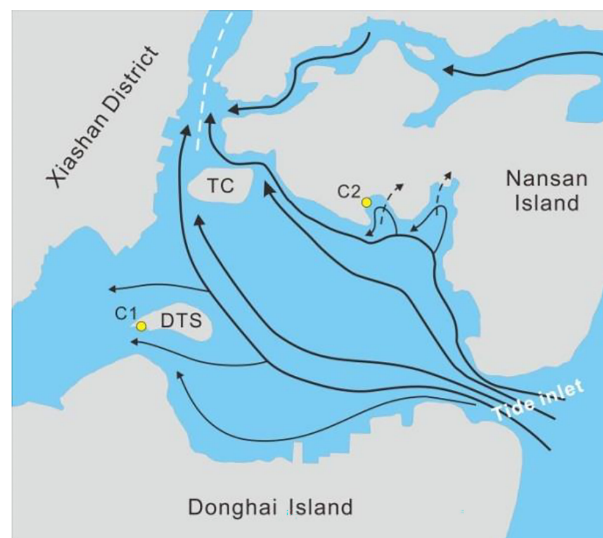 Xiashan District
TC
C2
Nansan
Island
C1
DTS
Tide inlet
Donghai Island